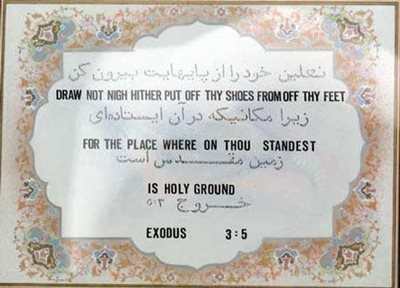 نعلین خود را از پایهایت بیرون کن
DRAW NOT NIGH HITHER PUT OFF THY SHOES FROM OFF THY FEET
زیرا مکانیکه در آن ایستاده‌ای
FOR THE PLACE WHERE ON THOU STANDEST
زمین مقدس است
IS HOLY GROUND
خروج ۵:۳
EXODUS 3:5